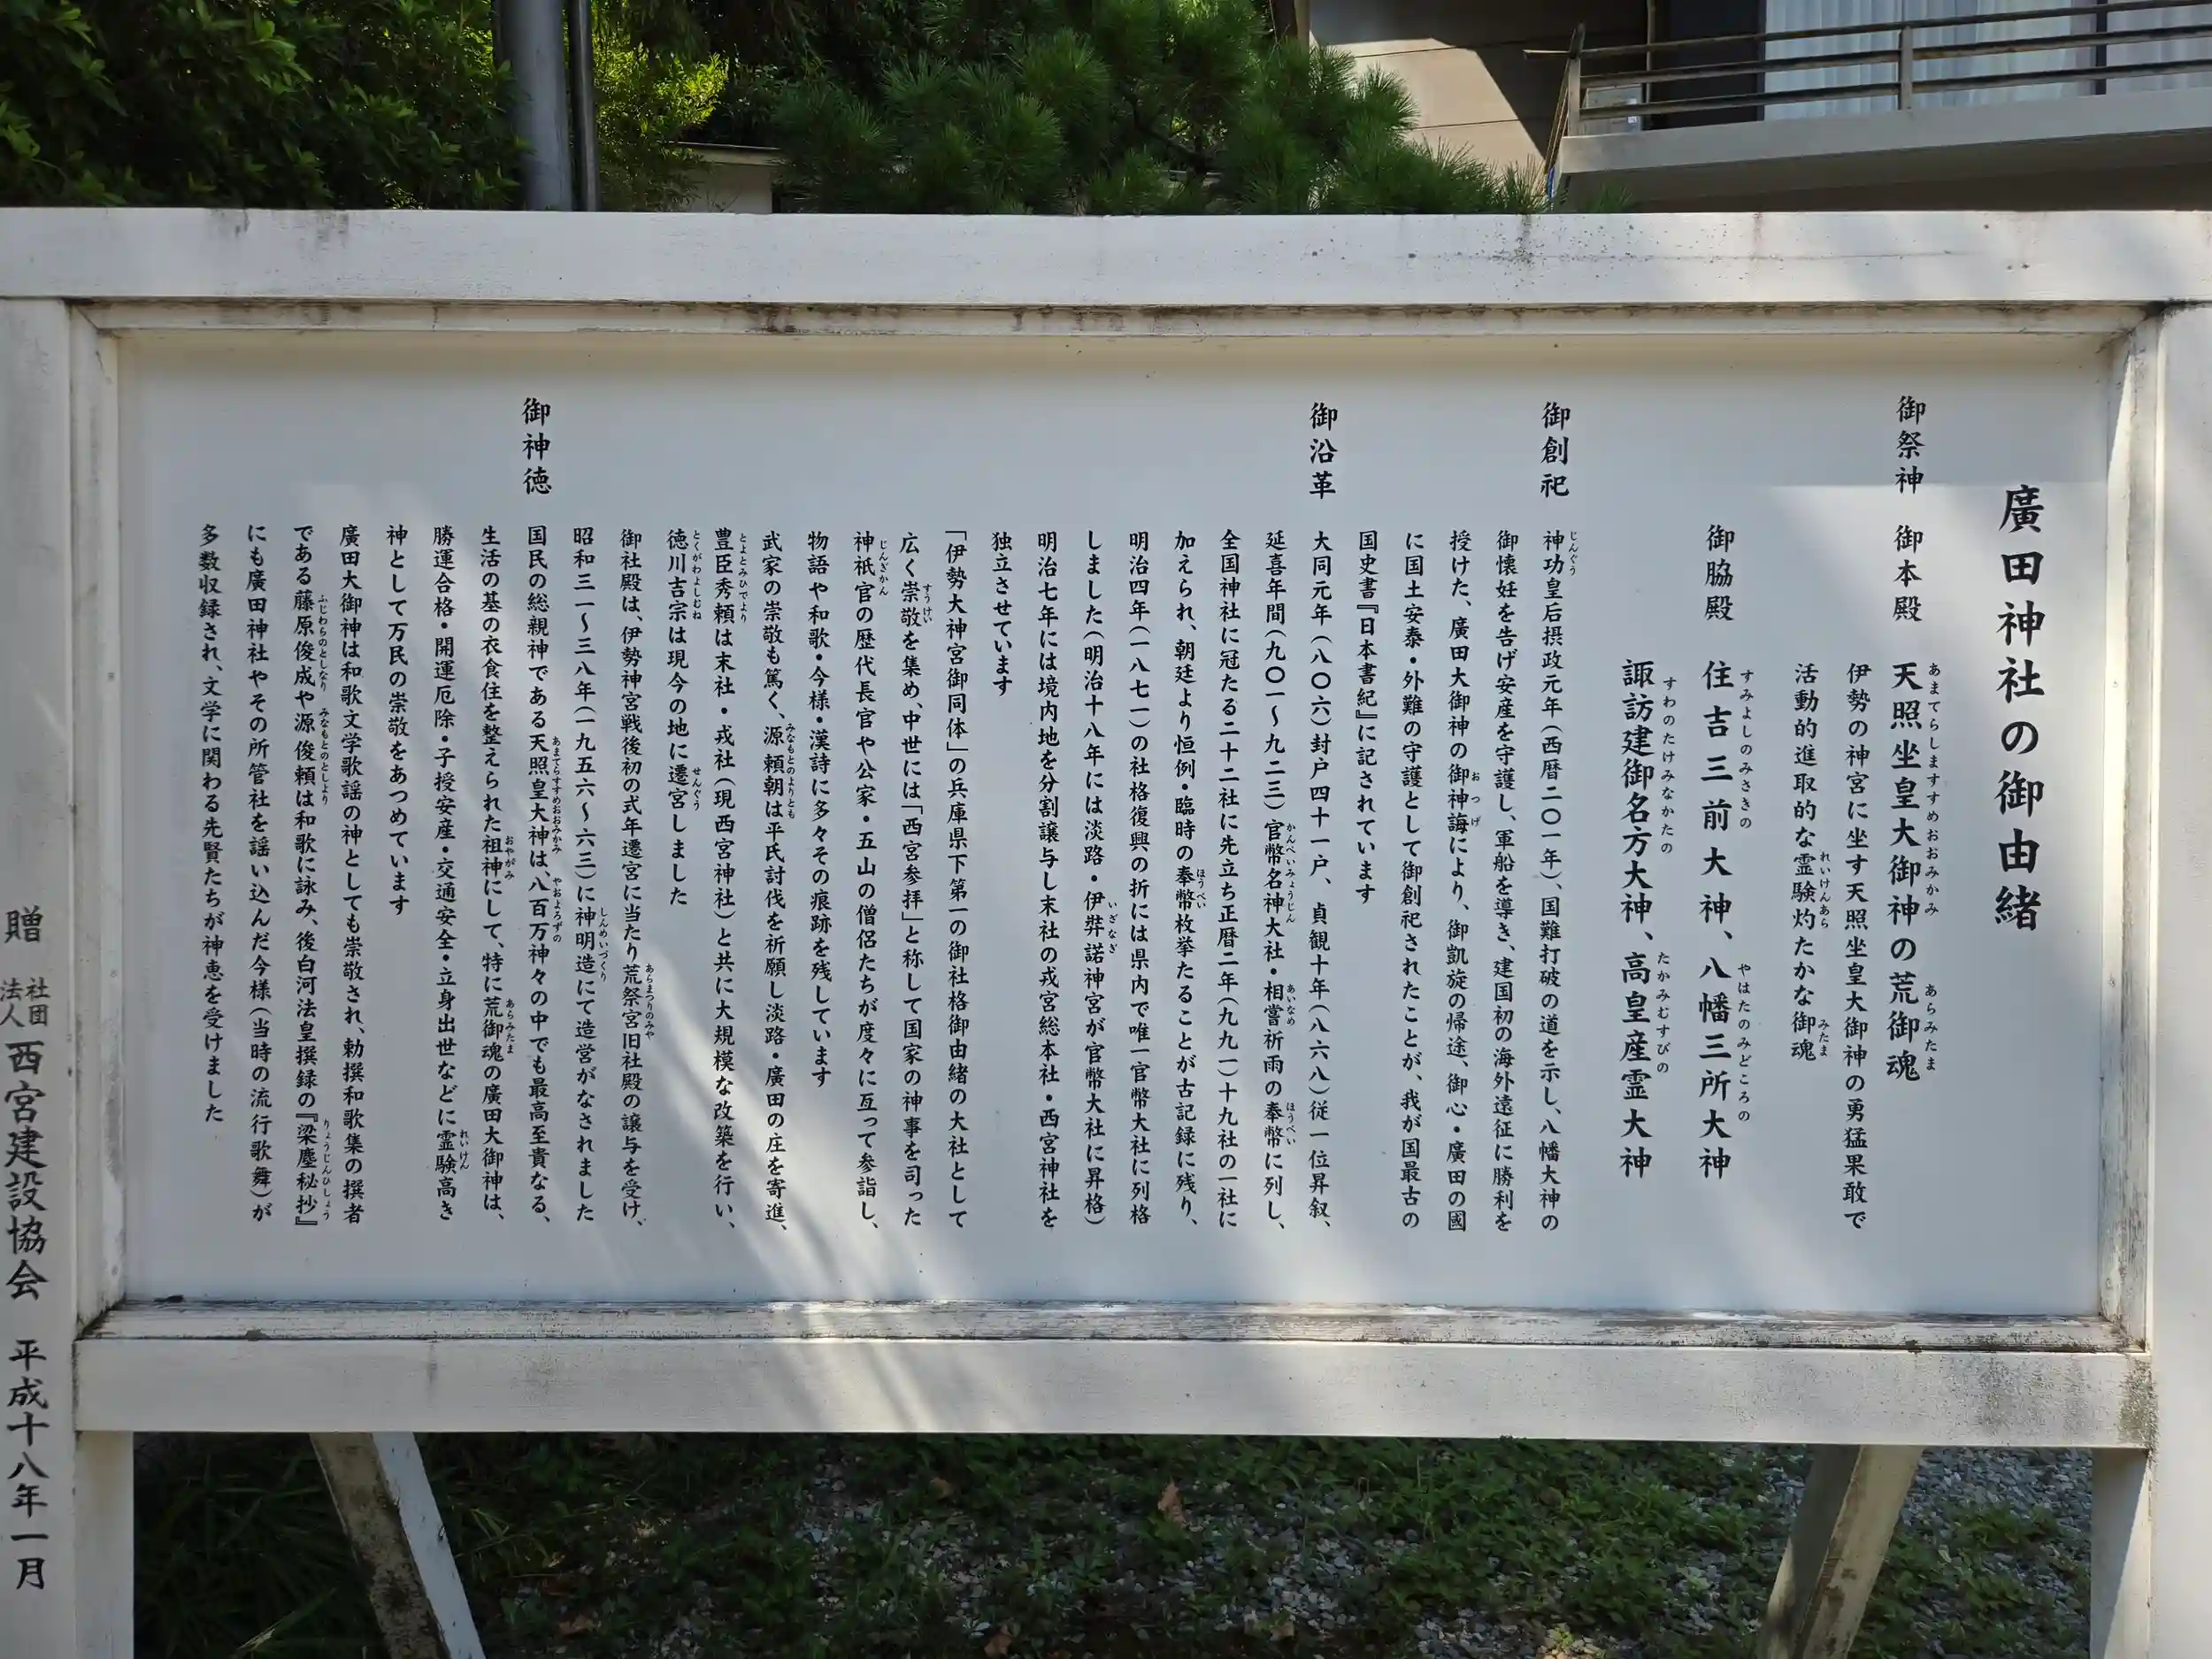 廣田神社の御由緒
御祭神 御本殿 天照坐皇大御神の荒御魂
伊勢の神宮に坐す天照坐皇大御神の勇猛果敢で
活動的進取的な霊験灼たかな御魂
御脇殿 住吉三前大神、八幡三所大神
諏訪建御名方大神、高皇産霊大神
御創祀 神功皇后摂政元年(西暦二〇一年)、国難打破の道を示し、八幡大神の
御懐妊を告げ安産を守護し、軍船を導き、建国初の海外遠征に勝利を
授けた、廣田大御神の御神誨により、御凱旋の帰途、御心・廣田の國
に国土安泰・外難の守護として御創祀されたことが、我が国最古の
国史書『日本書紀』に記されています
御沿革 大同元年(八〇六)封戸四十一戸、貞観十年(八六八)従一位昇叙、
延喜年間(九〇一〜九二三)官幣名神大社・相嘗祈雨の奉幣に列し、
全国神社に冠たる二十二社に先立ち正暦二年(九九一)十九社の一社に
加えられ、朝廷より恒例・臨時の奉幣枚挙たることが古記録に残り、
明治四年(一八七一)の社格復興の折には県内で唯一官幣大社に列格
しました(明治十八年には淡路・伊弉諾神宮が官幣大社に昇格)
明治七年には境内地を分割譲与し末社の戎宮総本社・西宮神社を
独立させています
「伊勢大神宮御同体」の兵庫県下第一の御社格御由緒の大社として
広く崇敬を集め、中世には「西宮参拝」と称して国家の神事を司った
神祇官の歴代長官や公家・五山の僧侶たちが度々に亙って参詣し、
物語や和歌・今様・漢詩に多々その痕跡を残しています
武家の崇敬も篤く、源頼朝は平氏討伐を祈願し淡路・廣田の庄を寄進、
豊臣秀頼は末社・戎社(現西宮神社)と共に大規模な改築を行い、
徳川吉宗は現今の地に遷宮しました
御社殿は、伊勢神宮戦後初の式年遷宮に当たり荒祭宮旧社殿の譲与を受け、
昭和三一〜三八年(一九五六〜六三)に神明造にて造営がなされました
御神徳 国民の総親神である天照皇大神は、八百万神々の中でも最高至貴なる、
生活の基の衣食住を整えられた祖神にして、特に荒御魂の廣田大御神は、
勝運合格・開運厄除・子授安産・交通安全・立身出世などに霊験高き
神として万民の崇敬をあつめています
廣田大御神は和歌文学歌謡の神としても崇敬され、勅撰和歌集の撰者
である藤原俊成や源俊頼は和歌に詠み、後白河法皇撰録の『梁塵秘抄』
にも廣田神社やその所管社を謡い込んだ今様(当時の流行歌舞)が
多数収録され、文学に関わる先賢たちが神恵を受けました
贈 社団法人 西宮建設協会 平成十八年一月